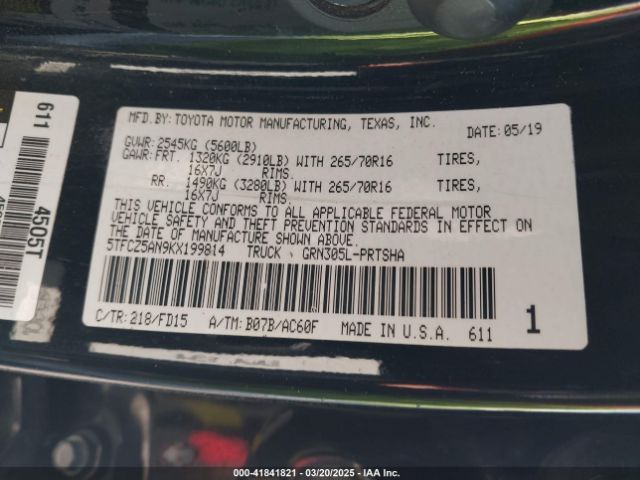 MFD.BY:TOYOTA MOTOR MANUFACTURING, TEXAS, INC. DATE:05/19
GVWR:2545KG (5600LB)
GAWR:FRT. 1320KG (2910LB) WITH 265/70R16 TIRES,
16X7J RIMS.
RR. 1490KG (3280LB) WITH 265/70R16 TIRES,
16X7J RIMS.
THIS VEHICLE CONFORMS TO ALL APPLICABLE FEDERAL MOTOR
VEHICLE SAFETY AND THEFT PREVENTION STANDARDS IN EFFECT ON
THE DATE OF MANUFACTURE SHOWN ABOVE.
5TFCZ5AN9KX199814 TRUCK GRN305L-PRTSHA
C/TR:218/FD15 A/TM:B07B/AC60F MADE IN U.S.A. 611
1
611
4505T
000-41841821 | 03/20/2025 | IAA Inc.